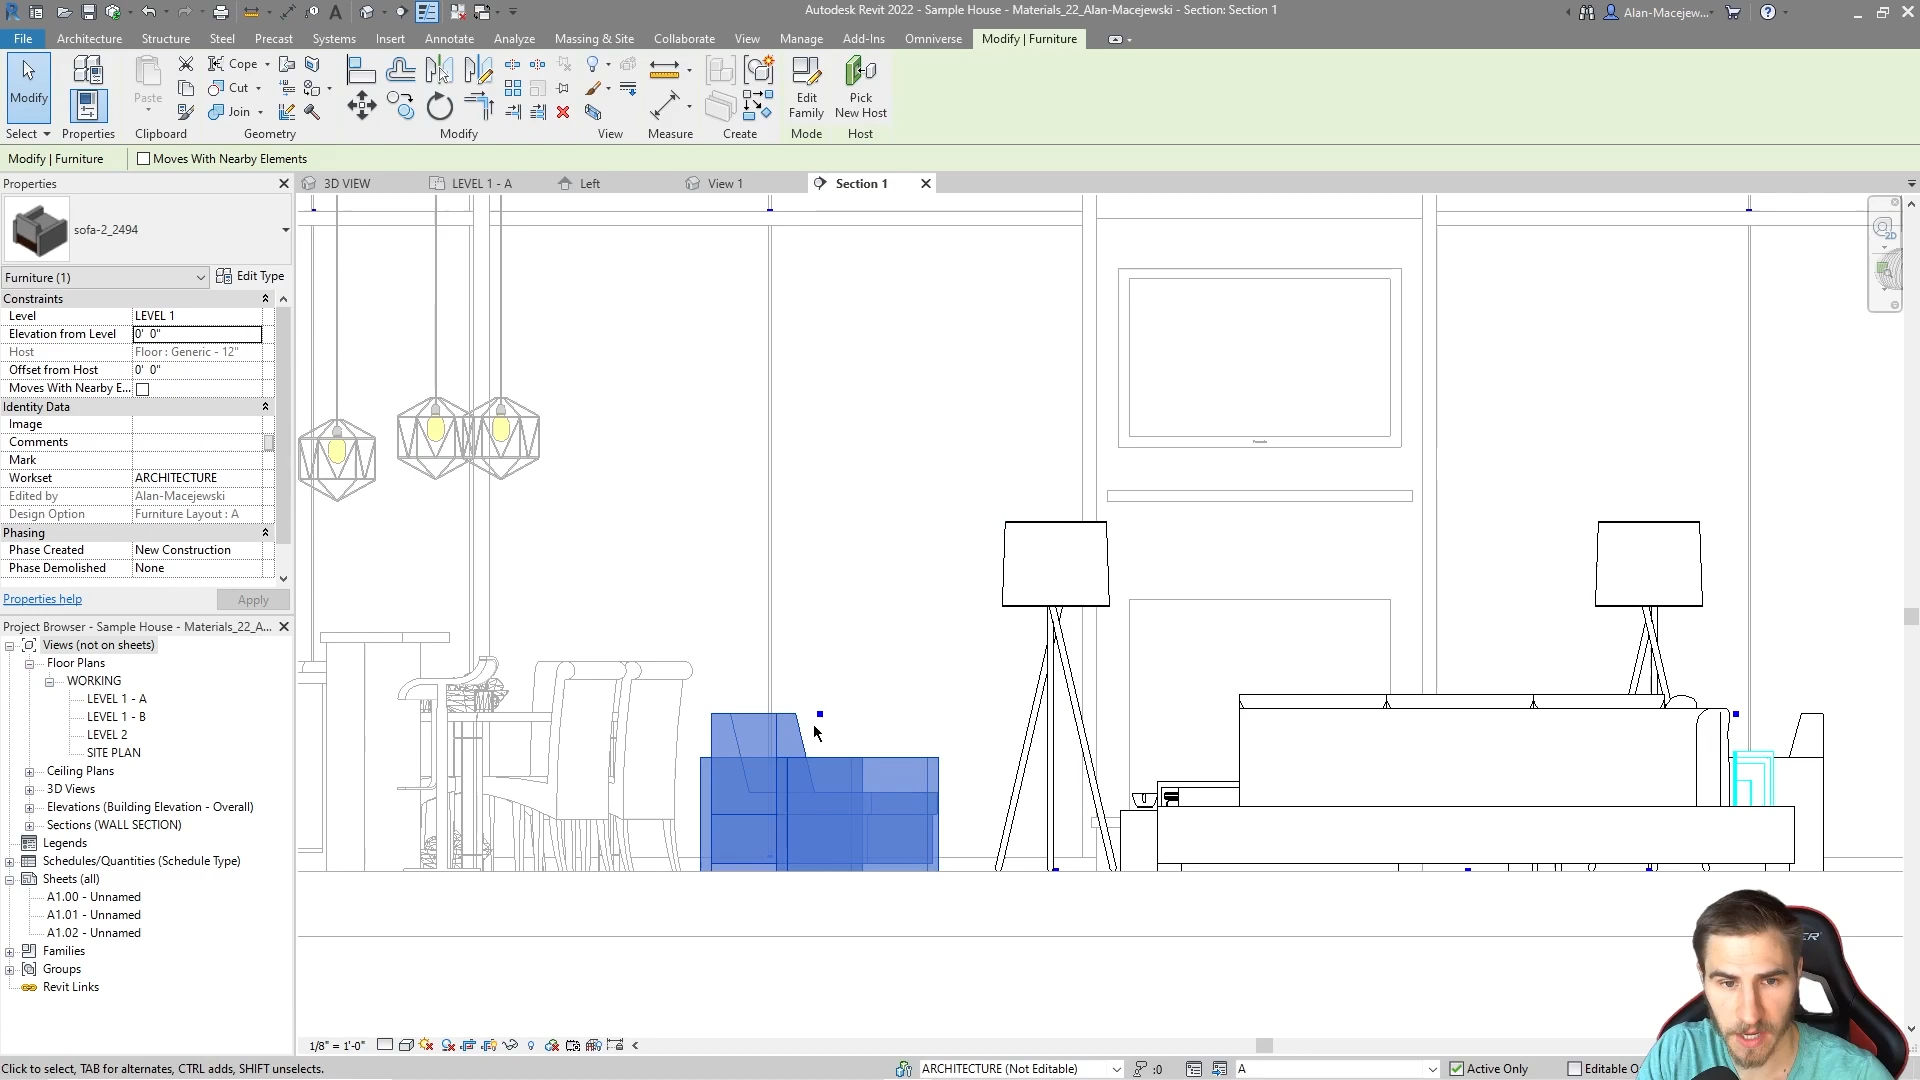 Autodesk Revit 2022 - Sample House - Materials_22_Alan-Macejewski - Section: Section 1
Alan-Macejew...
File Architecture Structure Steel Precast Systems Insert Annotate Analyze Massing & Site Collaborate View Manage Add-Ins Omniverse Modify | Furniture
Modify
Paste
Cope
Cut
Join
Edit
Family
Pick
New Host
Select Properties Clipboard Geometry Modify View Measure Create Mode Host
Modify | Furniture Moves With Nearby Elements
Properties
3D VIEW LEVEL 1 - A Left View 1 Section 1
sofa-2_2494
Furniture (1) Edit Type
Constraints
Level LEVEL 1
Elevation from Level 0' 0"
Host Floor : Generic - 12"
Offset from Host 0' 0"
Moves With Nearby E...
Identity Data
Image
Comments
Mark
Workset ARCHITECTURE
Edited by Alan-Macejewski
Design Option Furniture Layout : A
Phasing
Phase Created New Construction
Phase Demolished None
Properties help Apply
Project Browser - Sample House - Materials_22_A...
Views (not on sheets)
Floor Plans
WORKING
LEVEL 1 - A
LEVEL 1 - B
LEVEL 2
SITE PLAN
Ceiling Plans
3D Views
Elevations (Building Elevation - Overall)
Sections (WALL SECTION)
Legends
Schedules/Quantities (Schedule Type)
Sheets (all)
A1.00 - Unnamed
A1.01 - Unnamed
A1.02 - Unnamed
Families
Groups
Revit Links
2D
1/8" = 1'-0"
Click to select, TAB for alternates, CTRL adds, SHIFT unselects.
ARCHITECTURE (Not Editable) :0 A Active Only Editable